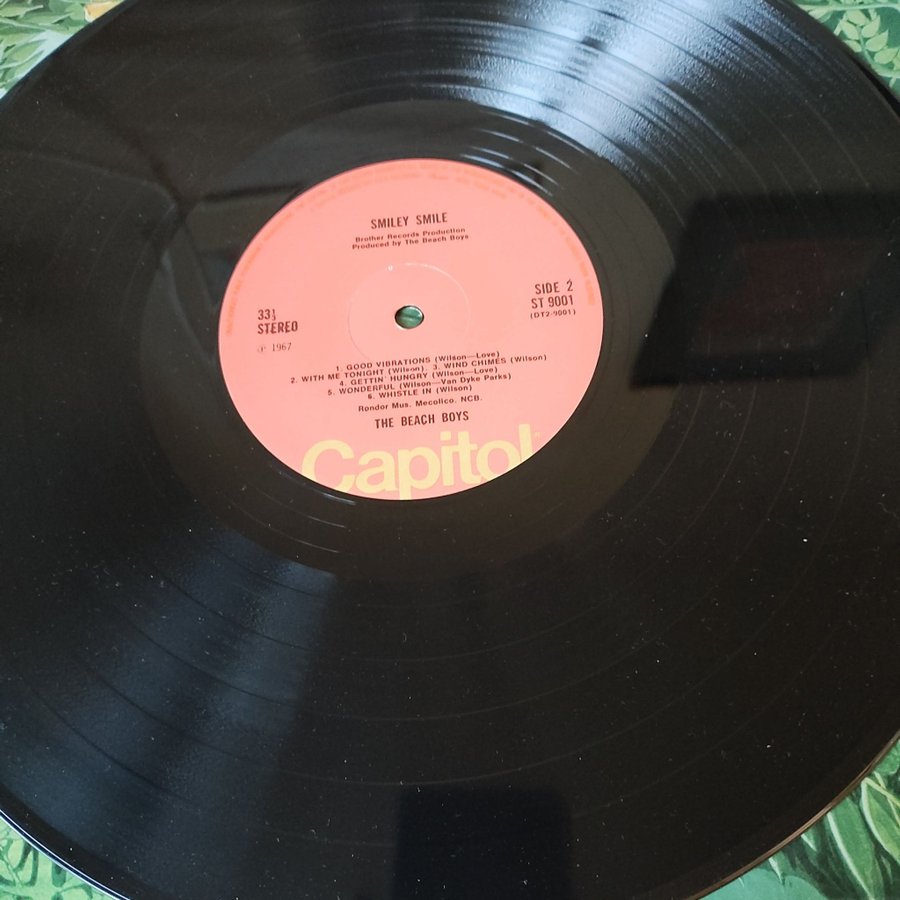 SMILEY SMILE
Brother Records Production
Produced by The Beach Boys
33⅓
STEREO
℗ 1967
SIDE 2
ST 9001
(DT2-9001)
1. GOOD VIBRATIONS (Wilson—Love)
2. WITH ME TONIGHT (Wilson). 3. WIND CHIMES (Wilson)
4. GETTIN' HUNGRY (Wilson—Love)
5. WONDERFUL (Wilson—Van Dyke Parks)
6. WHISTLE IN (Wilson)
Rondor Mus. Mecolico. NCB.
THE BEACH BOYS
Capitol